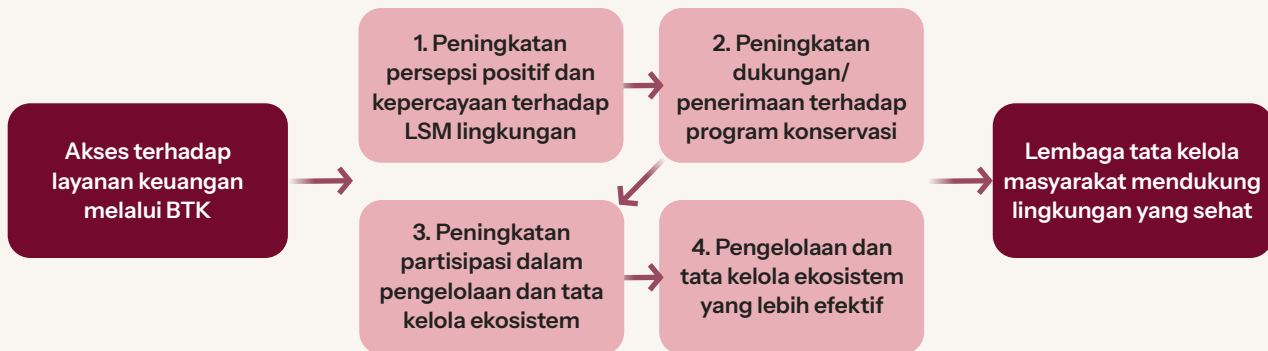 Akses terhadap
layanan keuangan
melalui BTK
1. Peningkatan
persepsi positif dan
kepercayaan terhadap
LSM lingkungan
2. Peningkatan
dukungan/
penerimaan terhadap
program konservasi
3. Peningkatan
partisipasi dalam
pengelolaan dan tata
kelola ekosistem
4. Pengelolaan dan
tata kelola ekosistem
yang lebih efektif
Lembaga tata kelola
masyarakat mendukung
lingkungan yang sehat